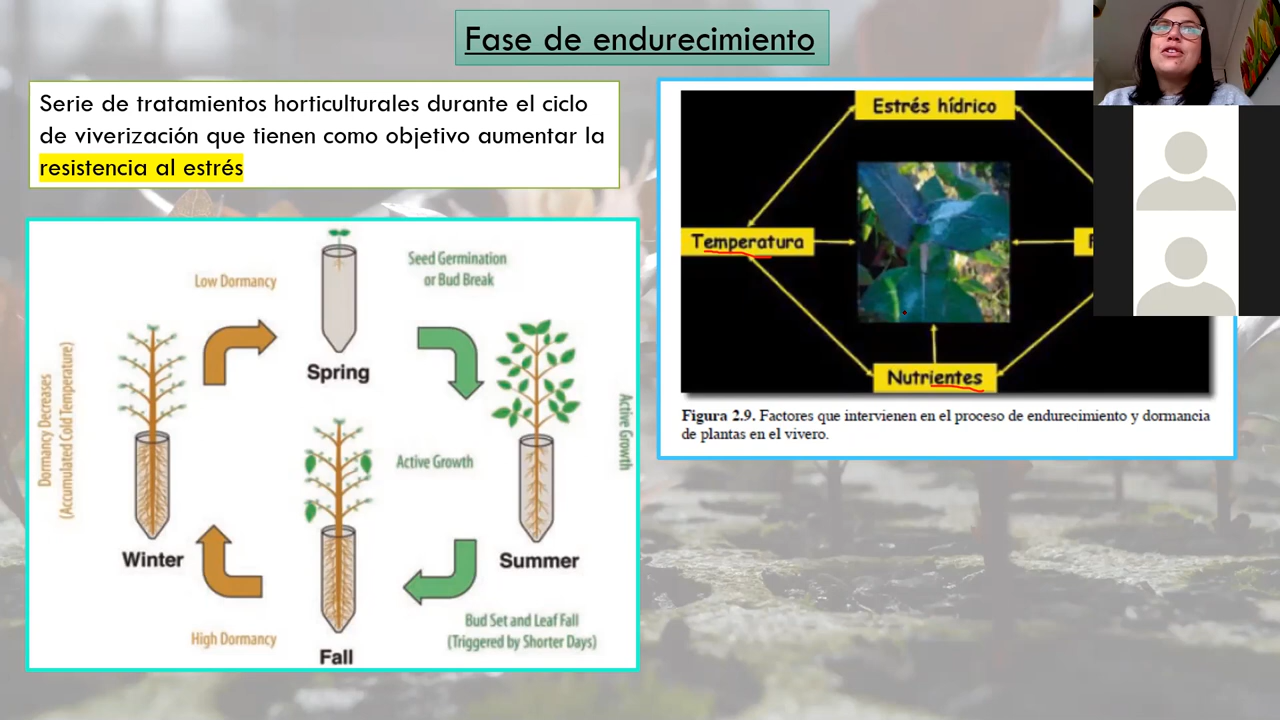 Fase de endurecimiento
Serie de tratamientos horticulturales durante el ciclo
de viverización que tienen como objetivo aumentar la
resistencia al estrés
Seed Germination
or Bud Break
Low Dormancy
Spring
Dormancy Decreases
(Accumulated Cold Temperature)
Active Growth
Active Growth
Winter
Summer
High Dormancy
Bud Set and Leaf Fall
(Triggered by Shorter Days)
Fall
Estrés hídrico
Temperatura
Nutrientes
Figura 2.9. Factores que intervienen en el proceso de endurecimiento y dormancia
de plantas en el vivero.